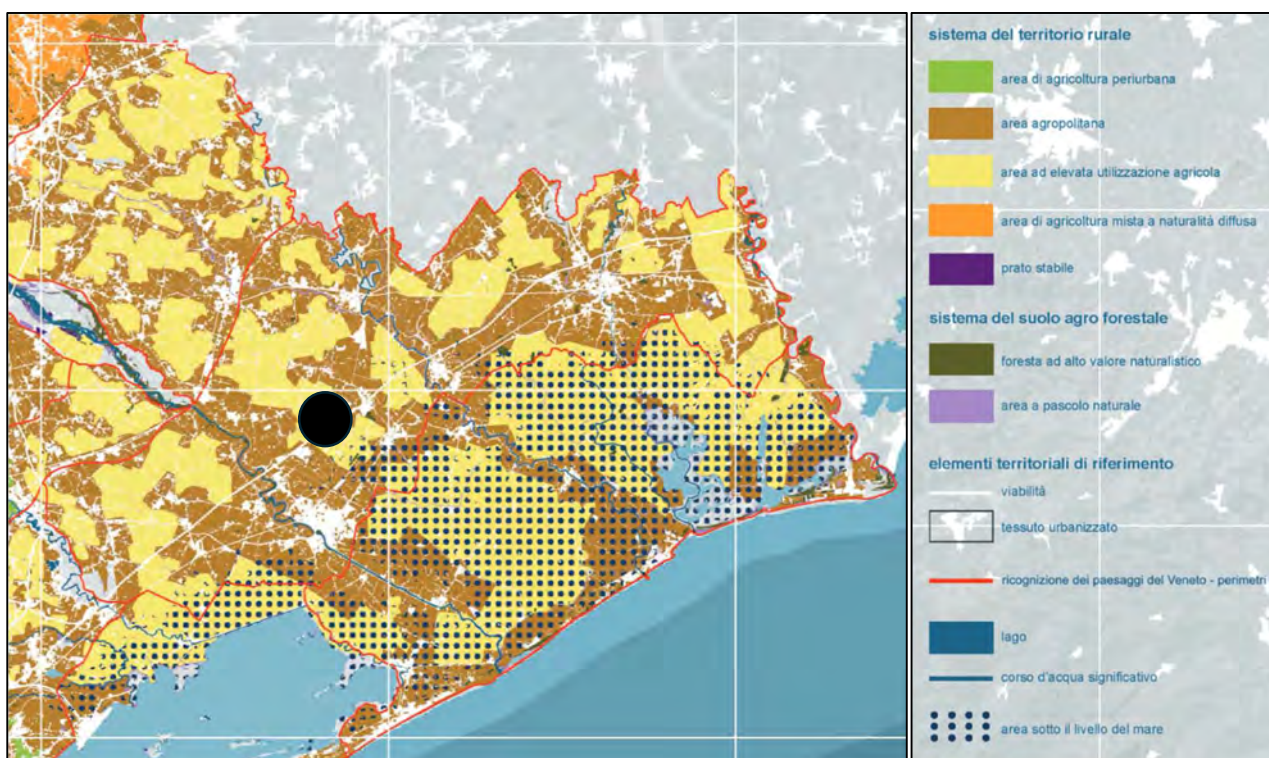 sistema del territorio rurale
area di agricoltura periurbana
area agropolitana
area ad elevata utilizzazione agricola
area di agricoltura mista a naturalità diffusa
prato stabile
sistema del suolo agro forestale
foresta ad alto valore naturalistico
area a pascolo naturale
elementi territoriali di riferimento
viabilità
tessuto urbanizzato
ricognizione dei paesaggi del Veneto - perimetri
lago
corso d'acqua significativo
area sotto il livello del mare